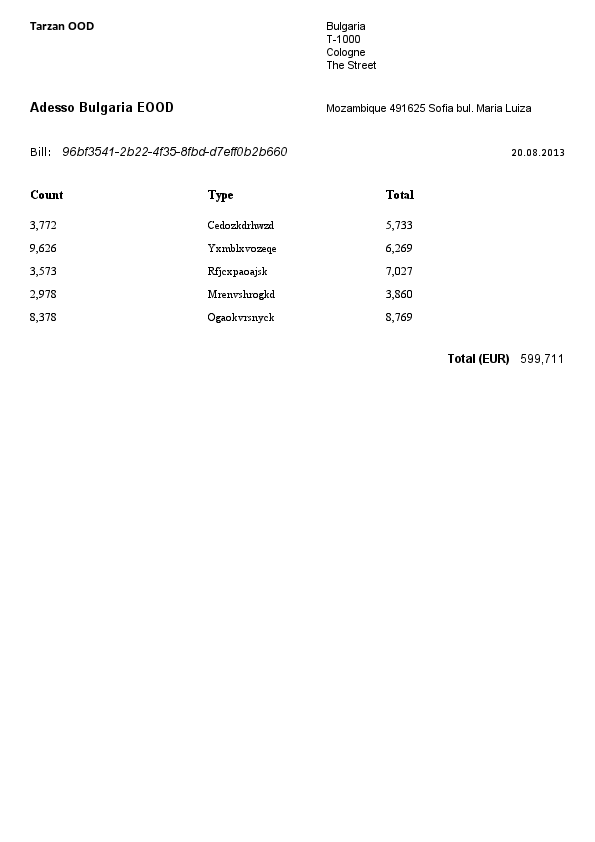 Tarzan OOD
Bulgaria
T-1000
Cologne
The Street
Adesso Bulgaria EOOD Mozambique 491625 Sofia bul. Maria Luiza
Bill: 96bf3541-2b22-4f35-8fbd-d7eff0b2b660 20.08.2013
Count Type Total
3,772 Cedozkdrhwzd 5,733
9,626 Yxmblxvozeqe 6,269
3,573 Rfjcxpaoajsk 7,027
2,978 Mrenvshrogkd 3,860
8,378 Ogaokvrsnyck 8,769
Total (EUR) 599,711